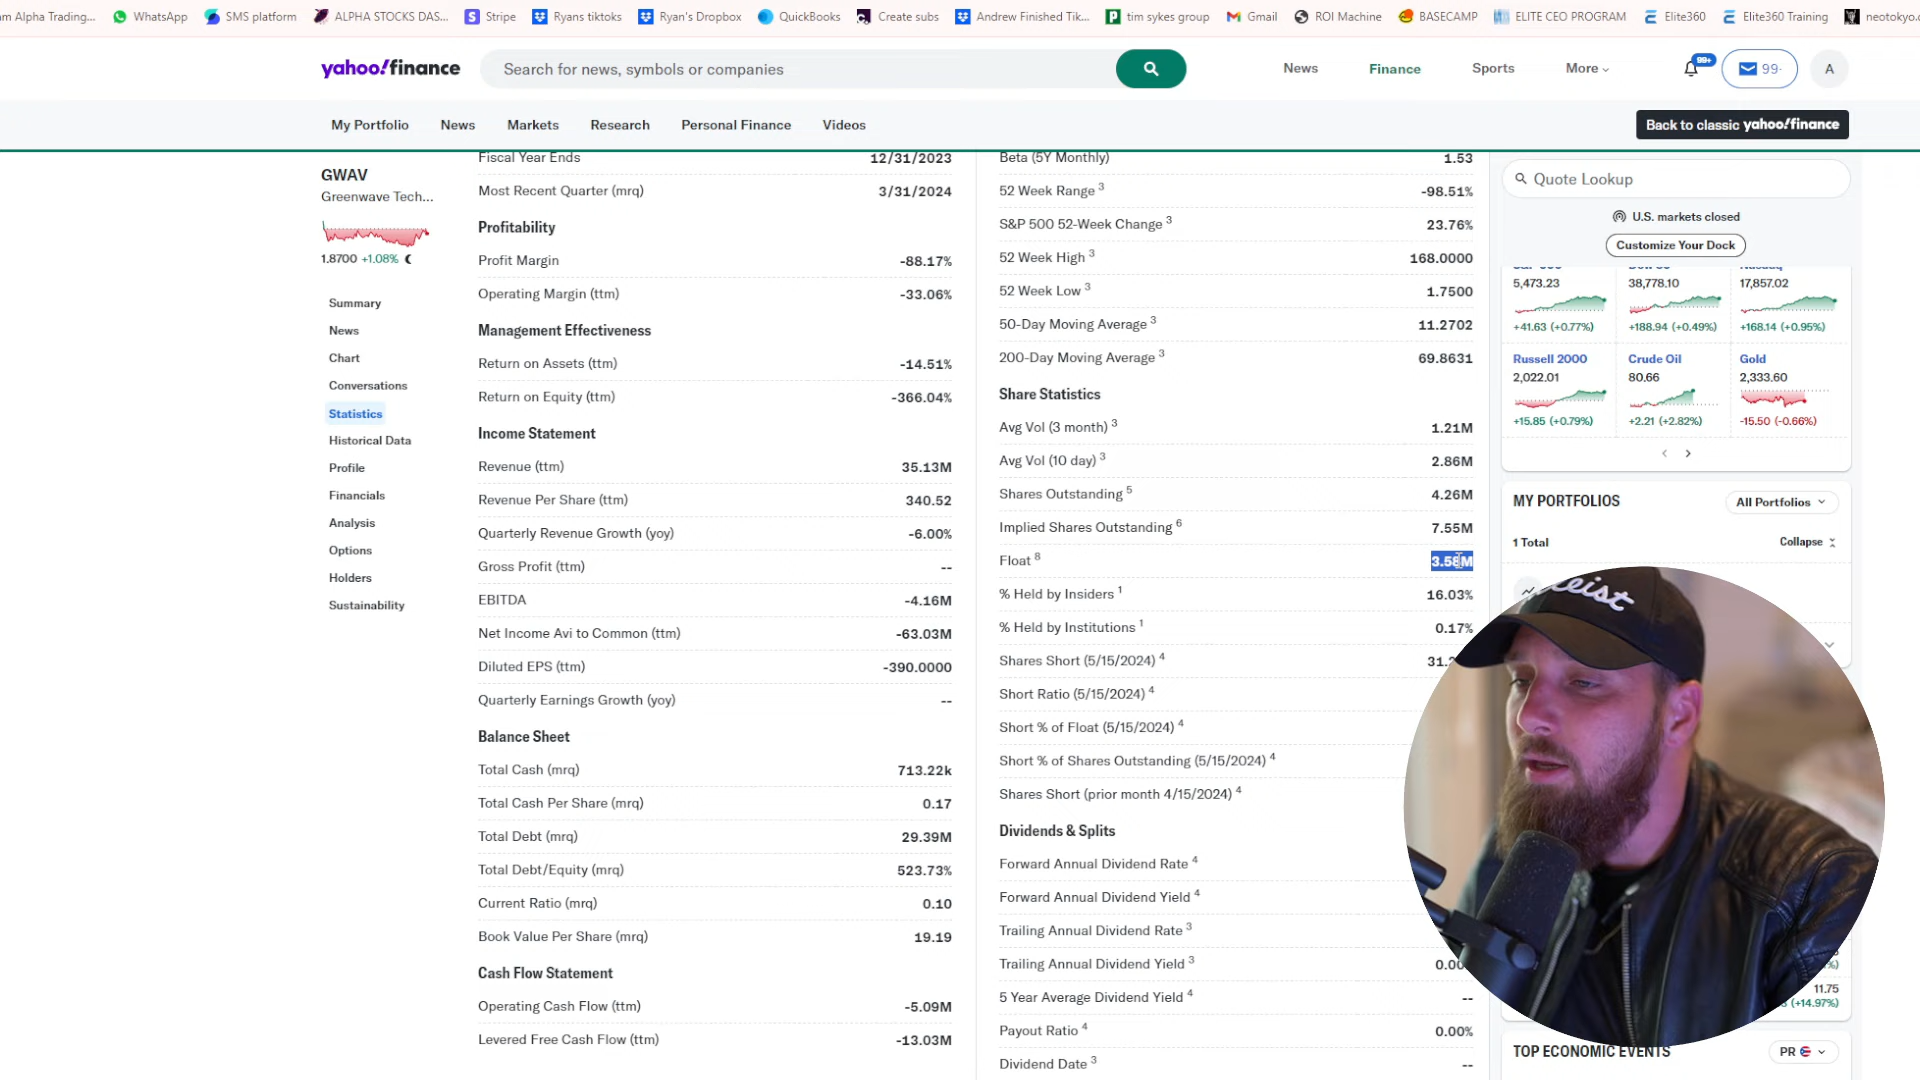 m Alpha Trading...
WhatsApp
SMS platform
ALPHA STOCKS DAS...
Stripe
Ryans tiktoks
Ryan's Dropbox
QuickBooks
Create subs
Andrew Finished Tik...
tim sykes group
Gmail
ROI Machine
BASECAMP
ELITE CEO PROGRAM
Elite360
Elite360 Training
neotokyo.c
yahoo!finance
Search for news, symbols or companies
News
Finance
Sports
More
99+
99-
A
My Portfolio
News
Markets
Research
Personal Finance
Videos
Back to classic yahoo!finance
GWAV
Greenwave Tech...
1.8700 +1.08%
Summary
News
Chart
Conversations
Statistics
Historical Data
Profile
Financials
Analysis
Options
Holders
Sustainability
Fiscal Year Ends 12/31/2023
Most Recent Quarter (mrq) 3/31/2024
Profitability
Profit Margin -88.17%
Operating Margin (ttm) -33.06%
Management Effectiveness
Return on Assets (ttm) -14.51%
Return on Equity (ttm) -366.04%
Income Statement
Revenue (ttm) 35.13M
Revenue Per Share (ttm) 340.52
Quarterly Revenue Growth (yoy) -6.00%
Gross Profit (ttm) --
EBITDA -4.16M
Net Income Avi to Common (ttm) -63.03M
Diluted EPS (ttm) -390.0000
Quarterly Earnings Growth (yoy) --
Balance Sheet
Total Cash (mrq) 713.22k
Total Cash Per Share (mrq) 0.17
Total Debt (mrq) 29.39M
Total Debt/Equity (mrq) 523.73%
Current Ratio (mrq) 0.10
Book Value Per Share (mrq) 19.19
Cash Flow Statement
Operating Cash Flow (ttm) -5.09M
Levered Free Cash Flow (ttm) -13.03M
Beta (5Y Monthly) 1.53
52 Week Range 3 -98.51%
S&P 500 52-Week Change 3 23.76%
52 Week High 3 168.0000
52 Week Low 3 1.7500
50-Day Moving Average 3 11.2702
200-Day Moving Average 3 69.8631
Share Statistics
Avg Vol (3 month) 3 1.21M
Avg Vol (10 day) 3 2.86M
Shares Outstanding 5 4.26M
Implied Shares Outstanding 6 7.55M
Float 8 3.58M
% Held by Insiders 1 16.03%
% Held by Institutions 1 0.17%
Shares Short (5/15/2024) 4 31.
Short Ratio (5/15/2024) 4
Short % of Float (5/15/2024) 4
Short % of Shares Outstanding (5/15/2024) 4
Shares Short (prior month 4/15/2024) 4
Dividends & Splits
Forward Annual Dividend Rate 4
Forward Annual Dividend Yield 4
Trailing Annual Dividend Rate 3
Trailing Annual Dividend Yield 3 0.00
5 Year Average Dividend Yield 4 --
Payout Ratio 4 0.00%
Dividend Date 3 --
Quote Lookup
U.S. markets closed
Customize Your Dock
5,473.23
38,778.10
17,857.02
+41.63 (+0.77%)
+188.94 (+0.49%)
+168.14 (+0.95%)
Russell 2000
Crude Oil
Gold
2,022.01
80.66
2,333.60
+15.85 (+0.79%)
+2.21 (+2.82%)
-15.50 (-0.66%)
MY PORTFOLIOS
All Portfolios
1 Total
Collapse
11.75
(+14.97%)
TOP ECONOMIC EVENTS
PR